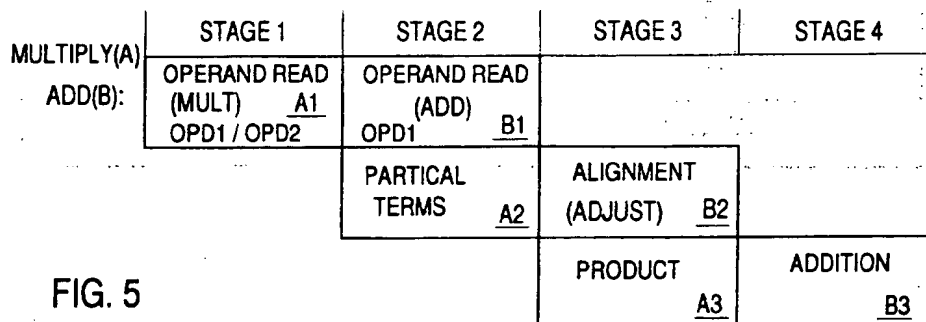 STAGE 1 STAGE 2 STAGE 3 STAGE 4
MULTIPLY(A)
ADD(B):
OPERAND READ
(MULT) A1
OPD1 / OPD2
OPERAND READ
(ADD)
OPD1 B1
PARTICAL
TERMS A2
ALIGNMENT
(ADJUST) B2
PRODUCT
A3
ADDITION
B3
FIG. 5